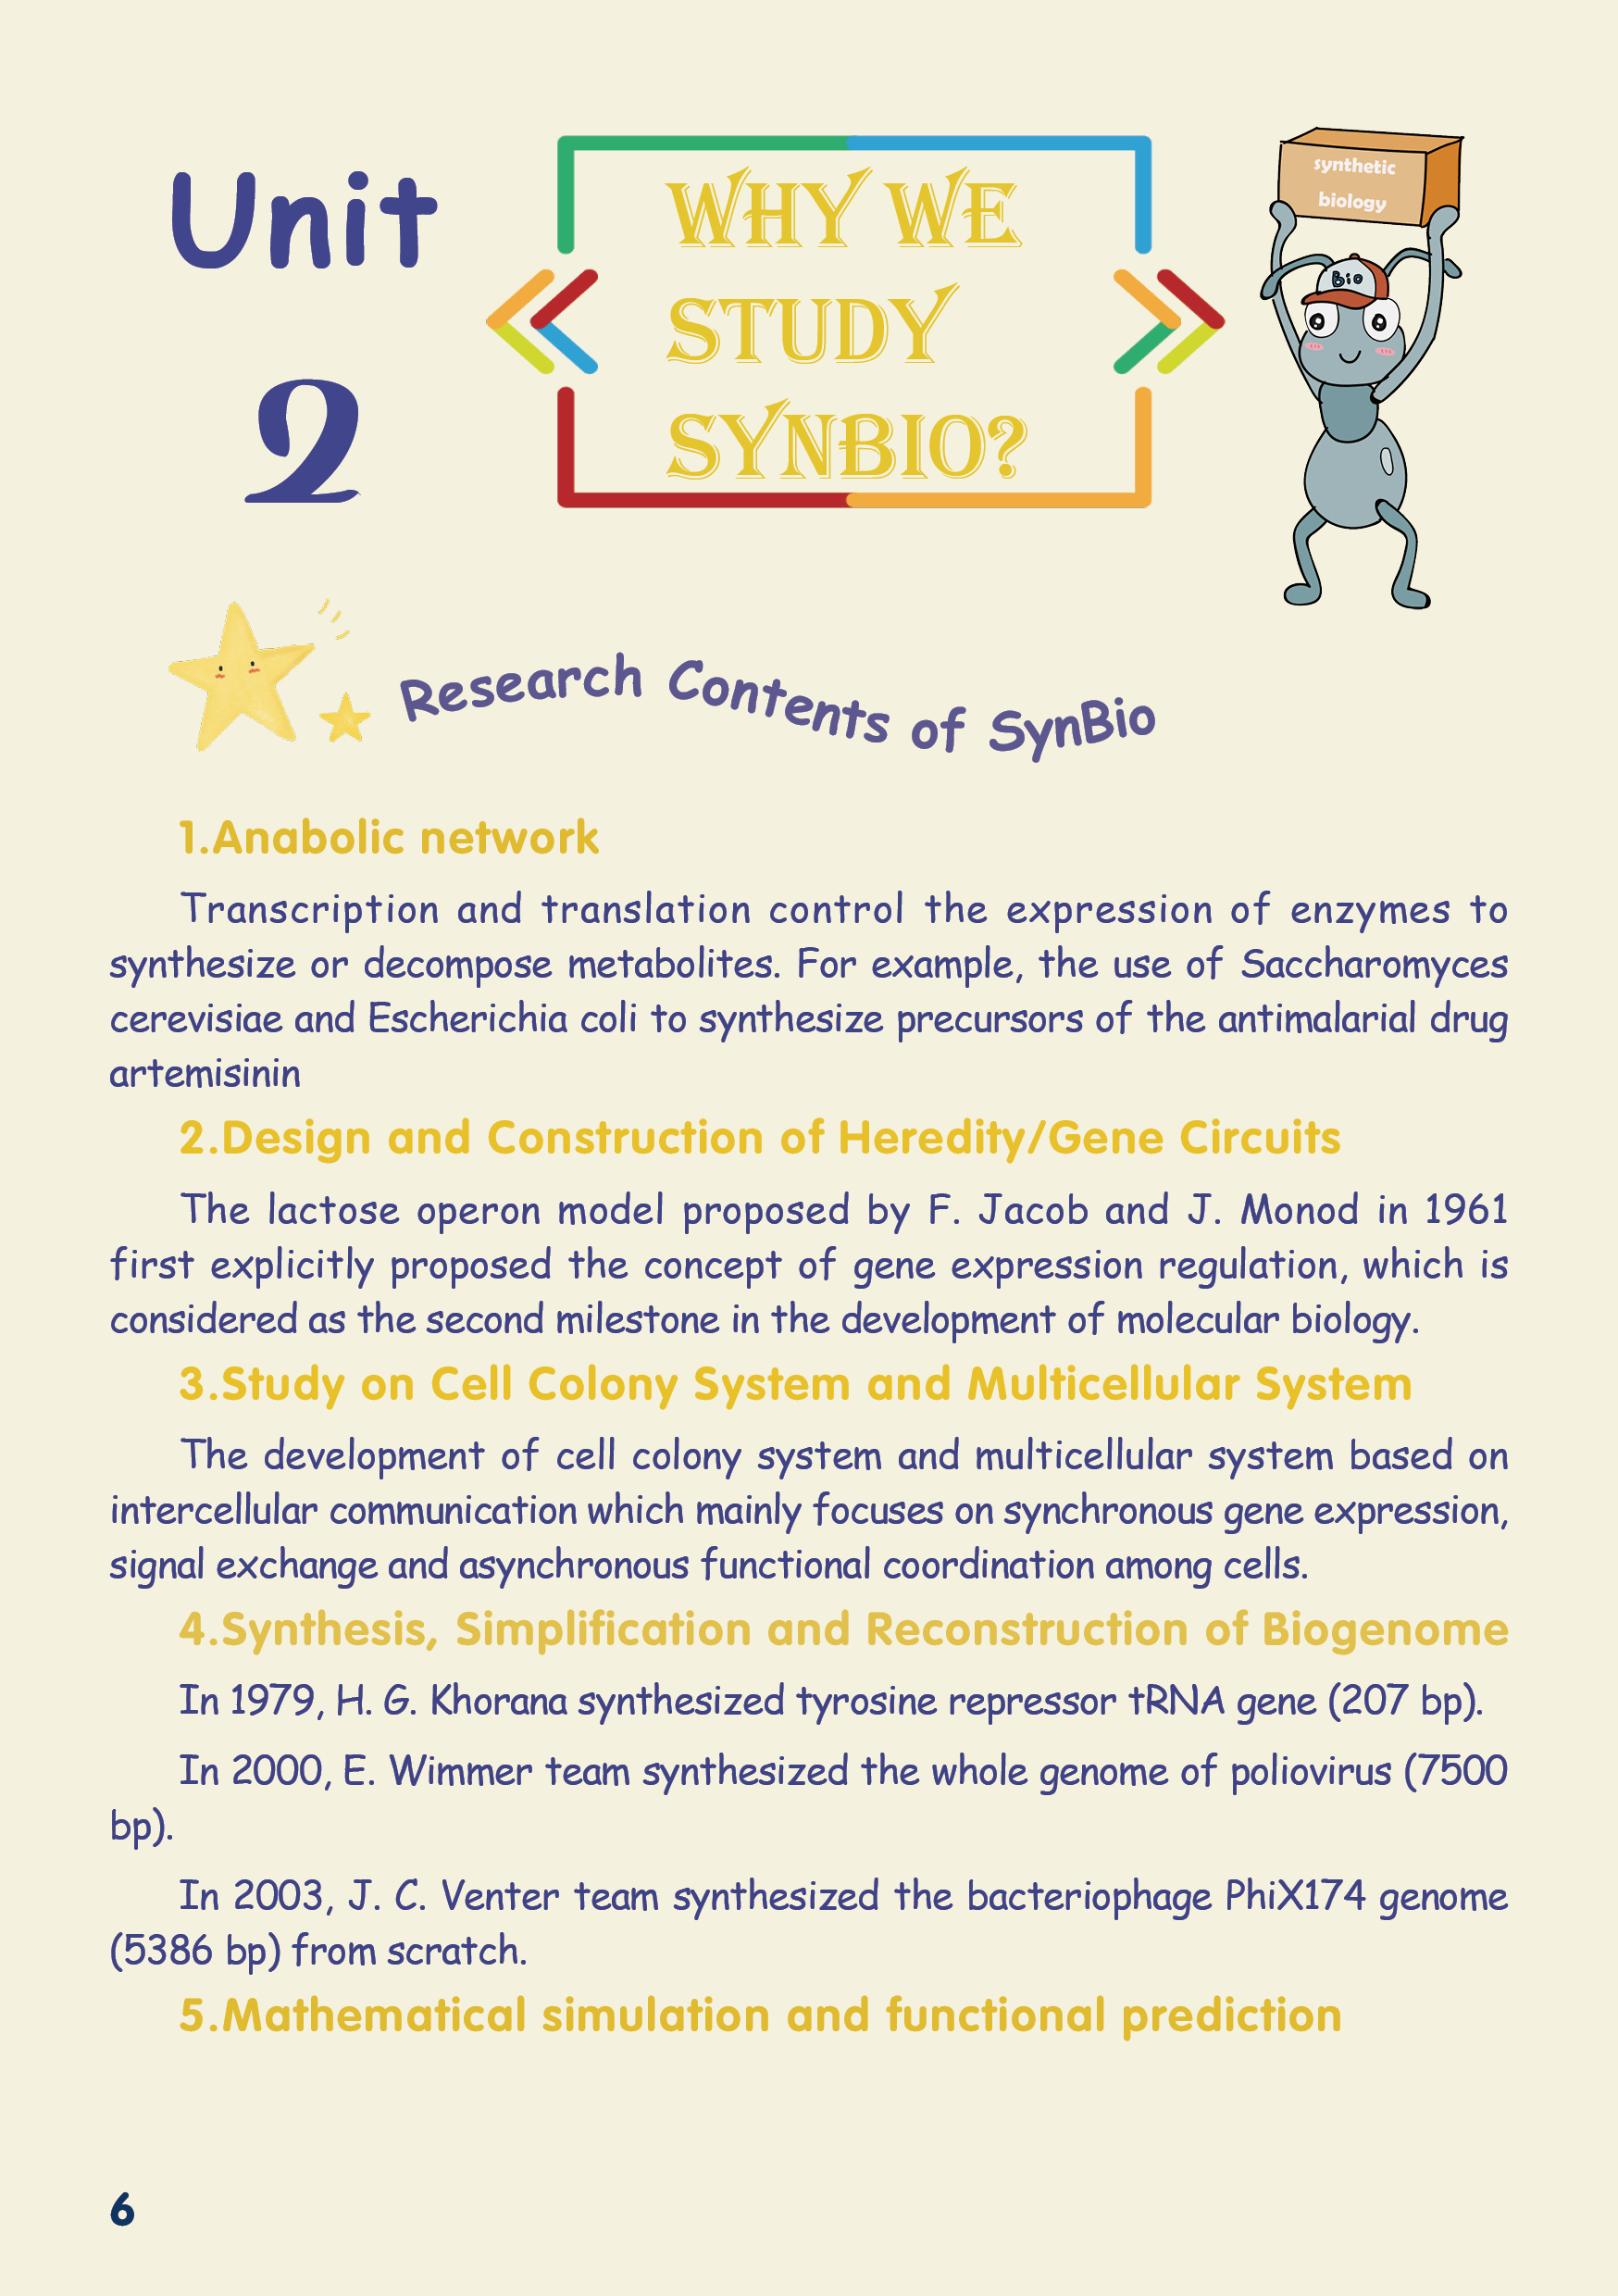 Unit
2
WHY WE
STUDY
SYNBIO?
synthetic
biology
Bio
Research Contents of SynBio
1.Anabolic network
Transcription and translation control the expression of enzymes to
synthesize or decompose metabolites. For example, the use of Saccharomyces
cerevisiae and Escherichia coli to synthesize precursors of the antimalarial drug
artemisinin
2.Design and Construction of Heredity/Gene Circuits
The lactose operon model proposed by F. Jacob and J. Monod in 1961
first explicitly proposed the concept of gene expression regulation, which is
considered as the second milestone in the development of molecular biology.
3.Study on Cell Colony System and Multicellular System
The development of cell colony system and multicellular system based on
intercellular communication which mainly focuses on synchronous gene expression,
signal exchange and asynchronous functional coordination among cells.
4.Synthesis, Simplification and Reconstruction of Biogenome
In 1979, H. G. Khorana synthesized tyrosine repressor tRNA gene (207 bp).
In 2000, E. Wimmer team synthesized the whole genome of poliovirus (7500
bp).
In 2003, J. C. Venter team synthesized the bacteriophage PhiX174 genome
(5386 bp) from scratch.
5.Mathematical simulation and functional prediction
6